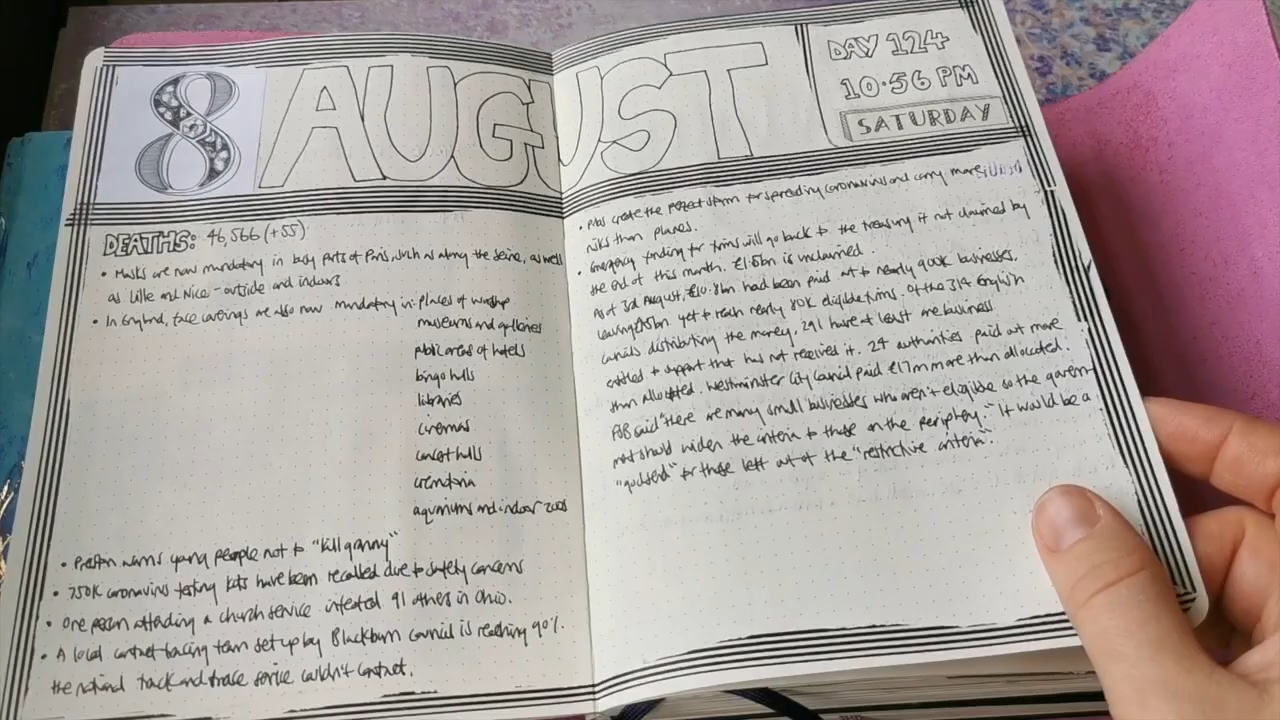 8 AUGUST
DAY 124
10:56 PM
SATURDAY
DEATHS: 46,566 (+55)
• Masks are now mandatory in busy parts of Paris, such as along the Seine, as well
as Lille and Nice - outside and indoors
• In England, face coverings are also now mandatory in: places of worship
museums and galleries
public areas of hotels
bingo halls
libraries
cinemas
concert halls
crematoria
aquariums and indoor zoos
• Preston warns young people not to "kill granny"
• 750K coronavirus testing kits have been recalled due to safety concerns
• One person attending a church service infected 91 others in Ohio.
• A local contact tracing team set up by Blackburn Council is reaching 90%
the national track and trace service couldn't contact.
• Pubs create the perfect storm for spreading coronavirus and carry more
risks than planes.
• Emergency funding for firms will go back to the treasury if not claimed by
the end of this month. £1.5bn is unclaimed
As at 3rd August, £10.8bn had been paid out to nearly 900K businesses,
leaving £1.5bn yet to reach nearly 80K eligible firms. Of the 314 English
councils distributing the money, 291 have at least one business
entitled to support that has not received it. 24 authorities paid out more
than allocated. Westminster City Council paid £17m more than allocated.
FSB said "there are many small businesses who aren't eligible so the govern-
ment should widen the criteria to those on the periphery." It would be a
"godsend" for those left out of the "restrictive criteria".